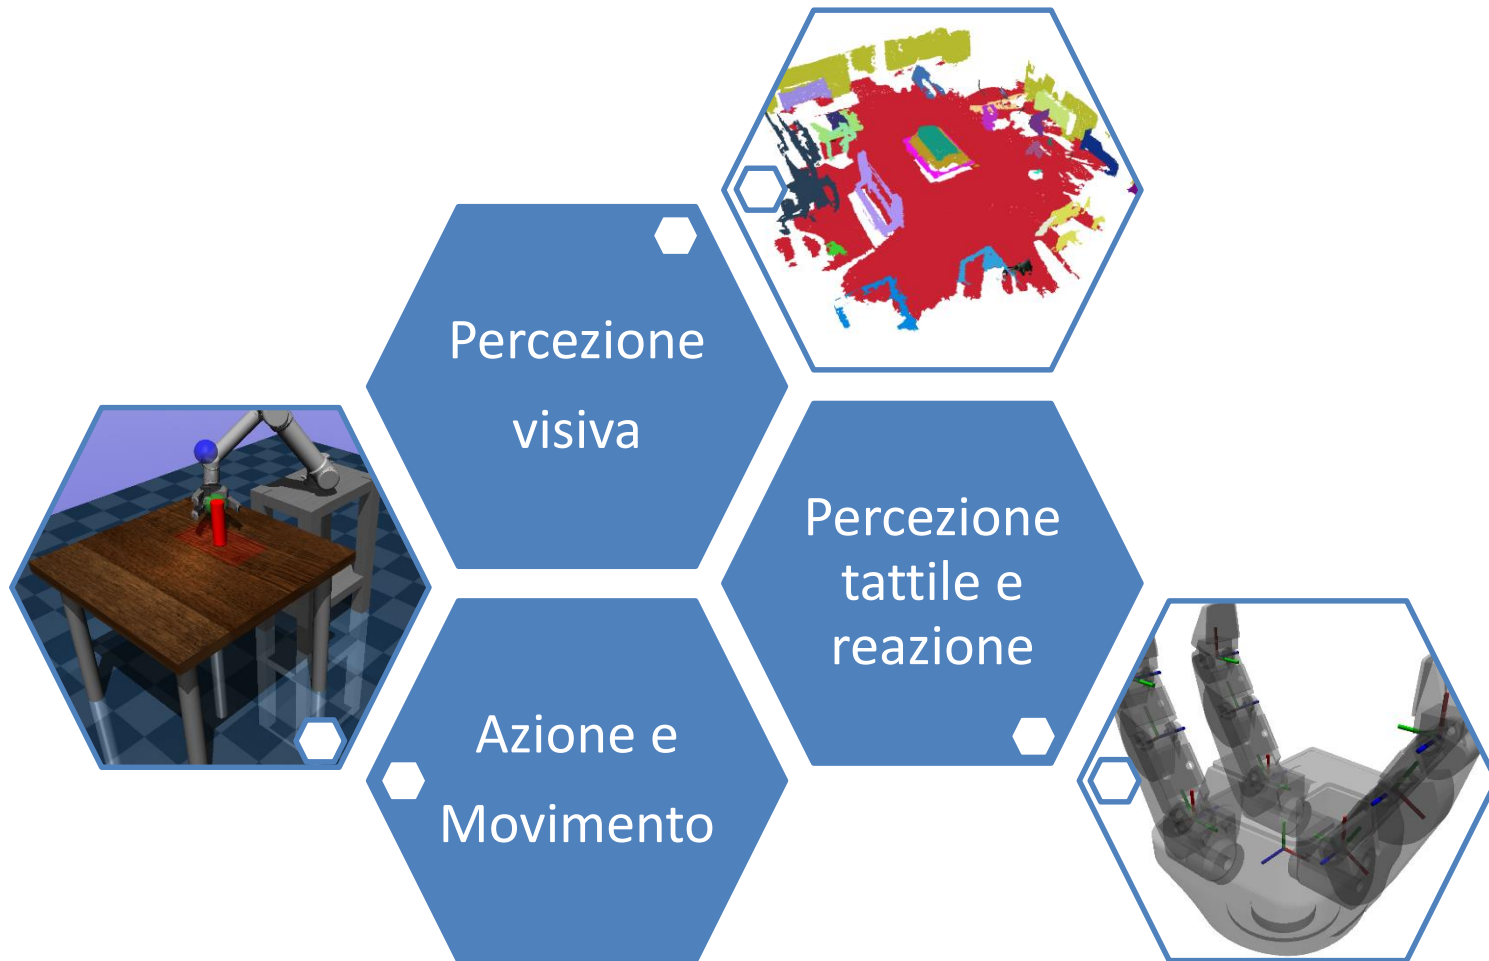 Percezione
visiva
Percezione
tattile e
reazione
Azione e
Movimento